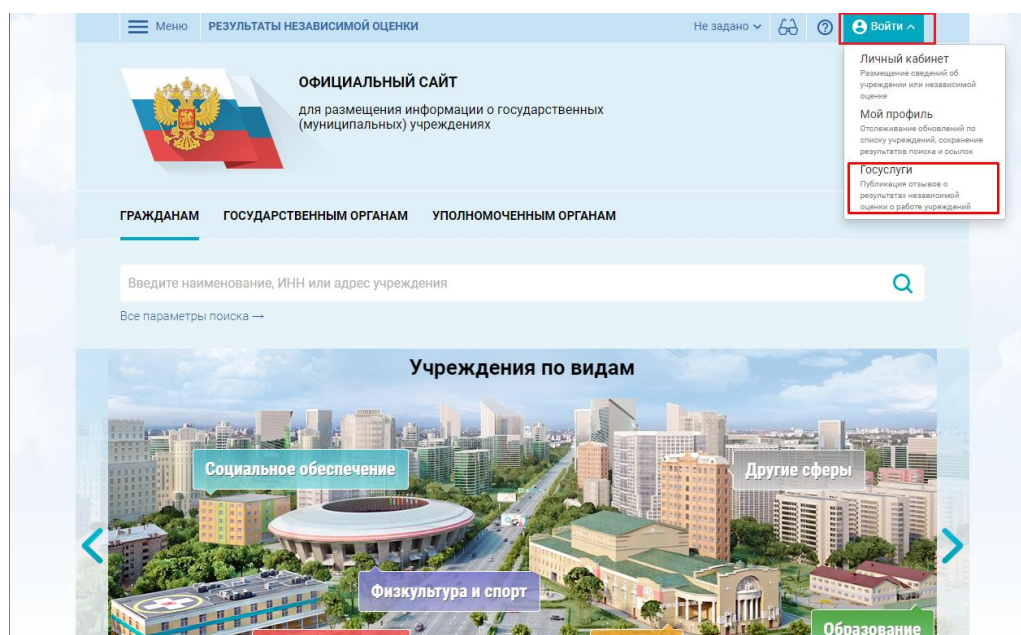 Меню РЕЗУЛЬТАТЫ НЕЗАВИСИМОЙ ОЦЕНКИ Не задано Войти
Личный кабинет
Размещение сведений об
учреждении или независимой
оценке
Мой профиль
Отслеживание обновлений по
списку учреждений, сохранение
результатов поиска и ссылок
Госуслуги
Публикация отзывов о
результатах независимой
оценки о работе учреждений
ОФИЦИАЛЬНЫЙ САЙТ
для размещения информации о государственных
(муниципальных) учреждениях
ГРАЖДАНАМ ГОСУДАРСТВЕННЫМ ОРГАНАМ УПОЛНОМОЧЕННЫМ ОРГАНАМ
Введите наименование, ИНН или адрес учреждения
Все параметры поиска →
Учреждения по видам
Социальное обеспечение
Другие сферы
Физкультура и спорт
Образование